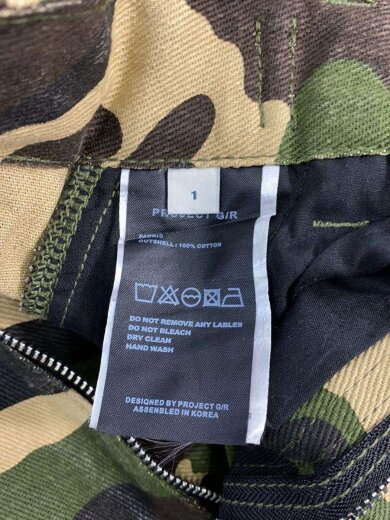 1
PROJECT G/R
FABRIC
OUTSHELL : 100% COTTON
DO NOT REMOVE ANY LABLES
DO NOT BLEACH
DRY CLEAN
HAND WASH
DESIGNED BY PROJECT G/R
ASSENBLED IN KOREA